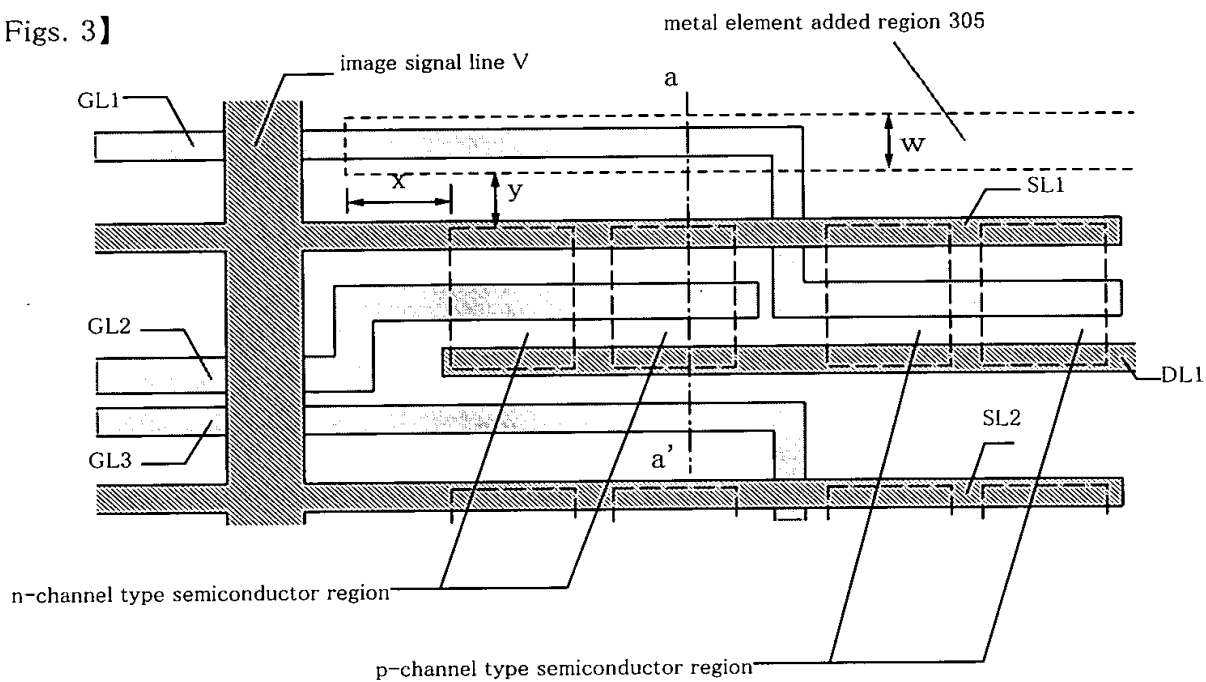 Figs. 3】
metal element added region 305
image signal line V
a
GL1
w
x
y
SL1
GL2
DL1
SL2
GL3
a'
n-channel type semiconductor region
p-channel type semiconductor region